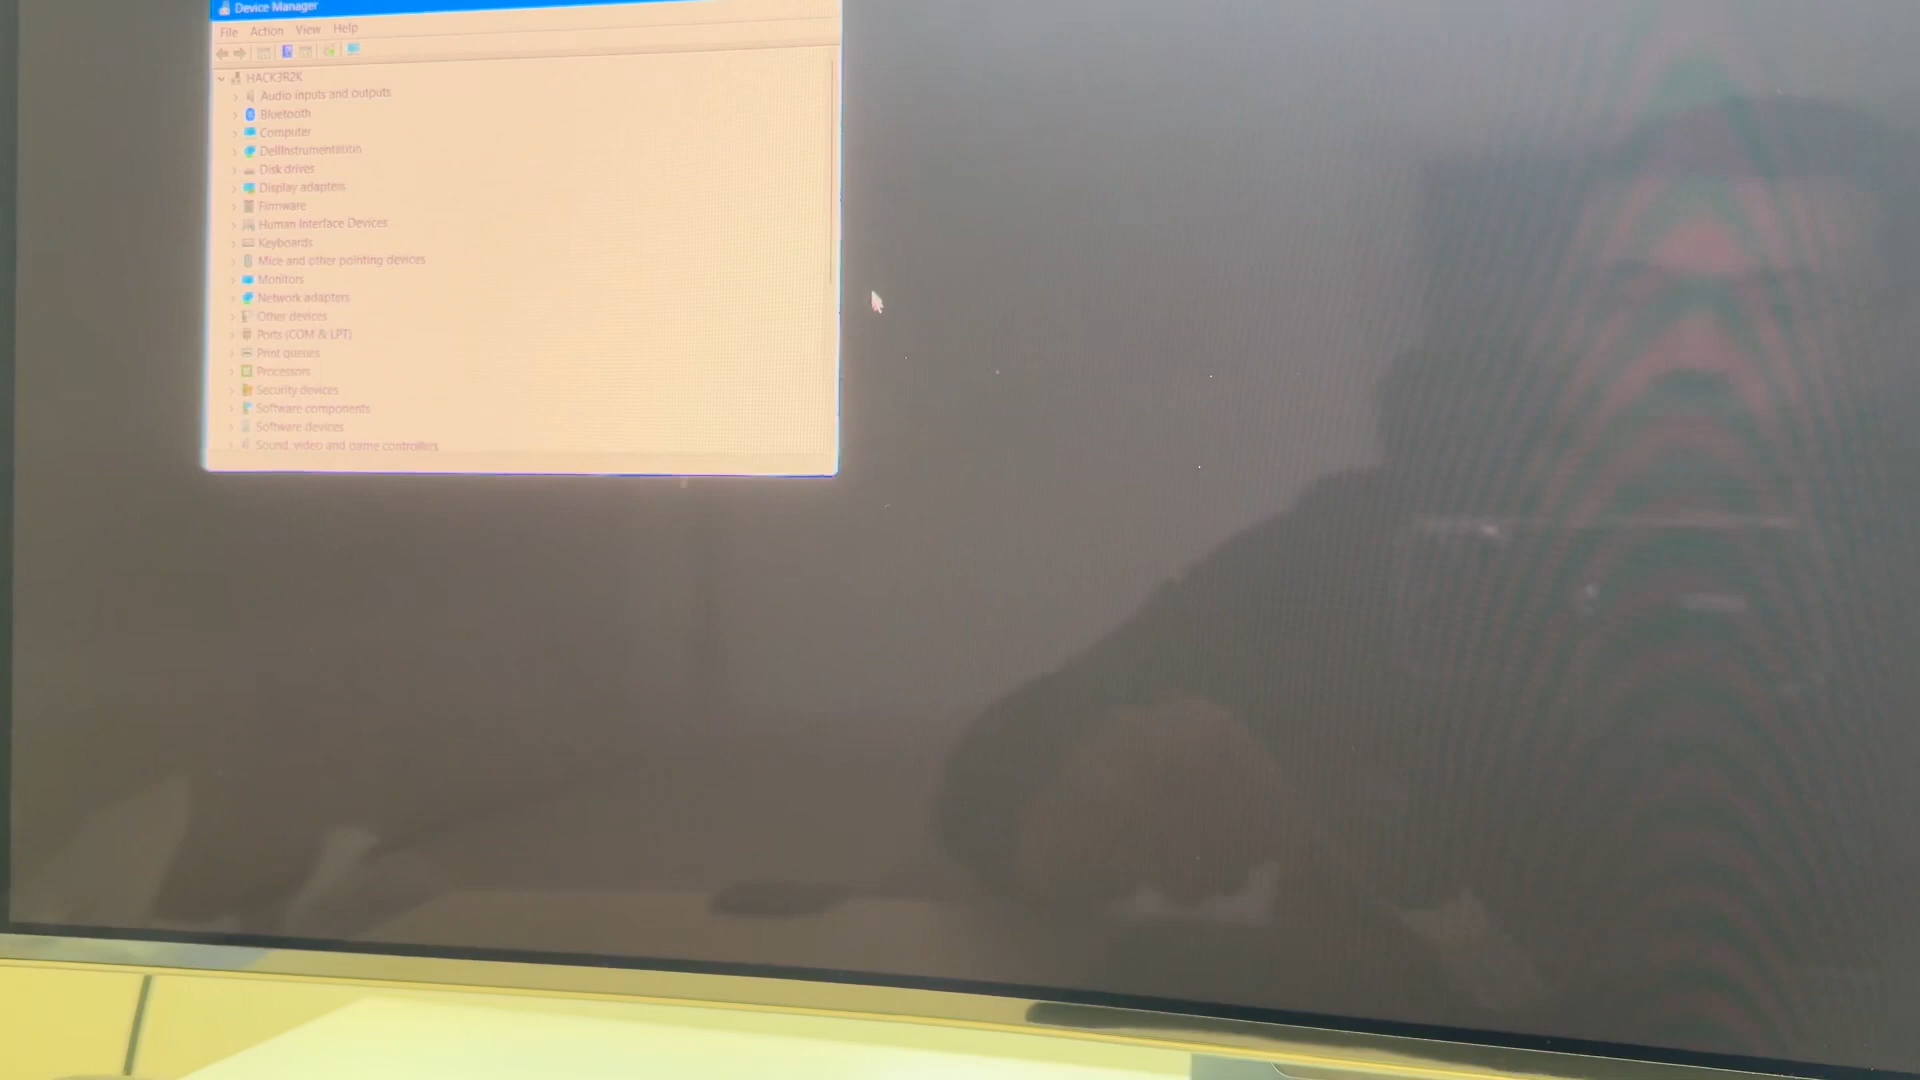 Device Manager
File Action View Help
HACK3R2K
Audio inputs and outputs
Bluetooth
Computer
DellInstrumentation
Disk drives
Display adapters
Firmware
Human Interface Devices
Keyboards
Mice and other pointing devices
Monitors
Network adapters
Other devices
Ports (COM & LPT)
Print queues
Processors
Security devices
Software components
Software devices
Sound, video and game controllers